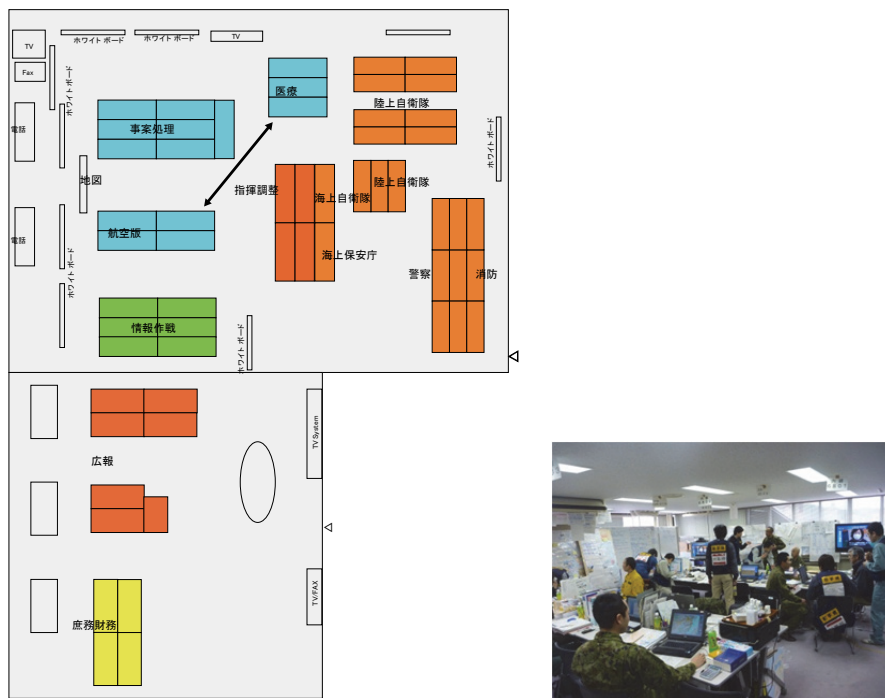 TV
ホワイトボード
ホワイトボード
TV
Fax
ホワイトボード
医療
陸上自衛隊
電話
ホワイトボード
事案処理
ホワイトボード
地図
指揮調整
海上自衛隊
陸上自衛隊
電話
航空版
海上保安庁
警察
消防
ホワイトボード
情報作戦
ホワイトボード
TV System
広報
TV/FAX
庶務財務